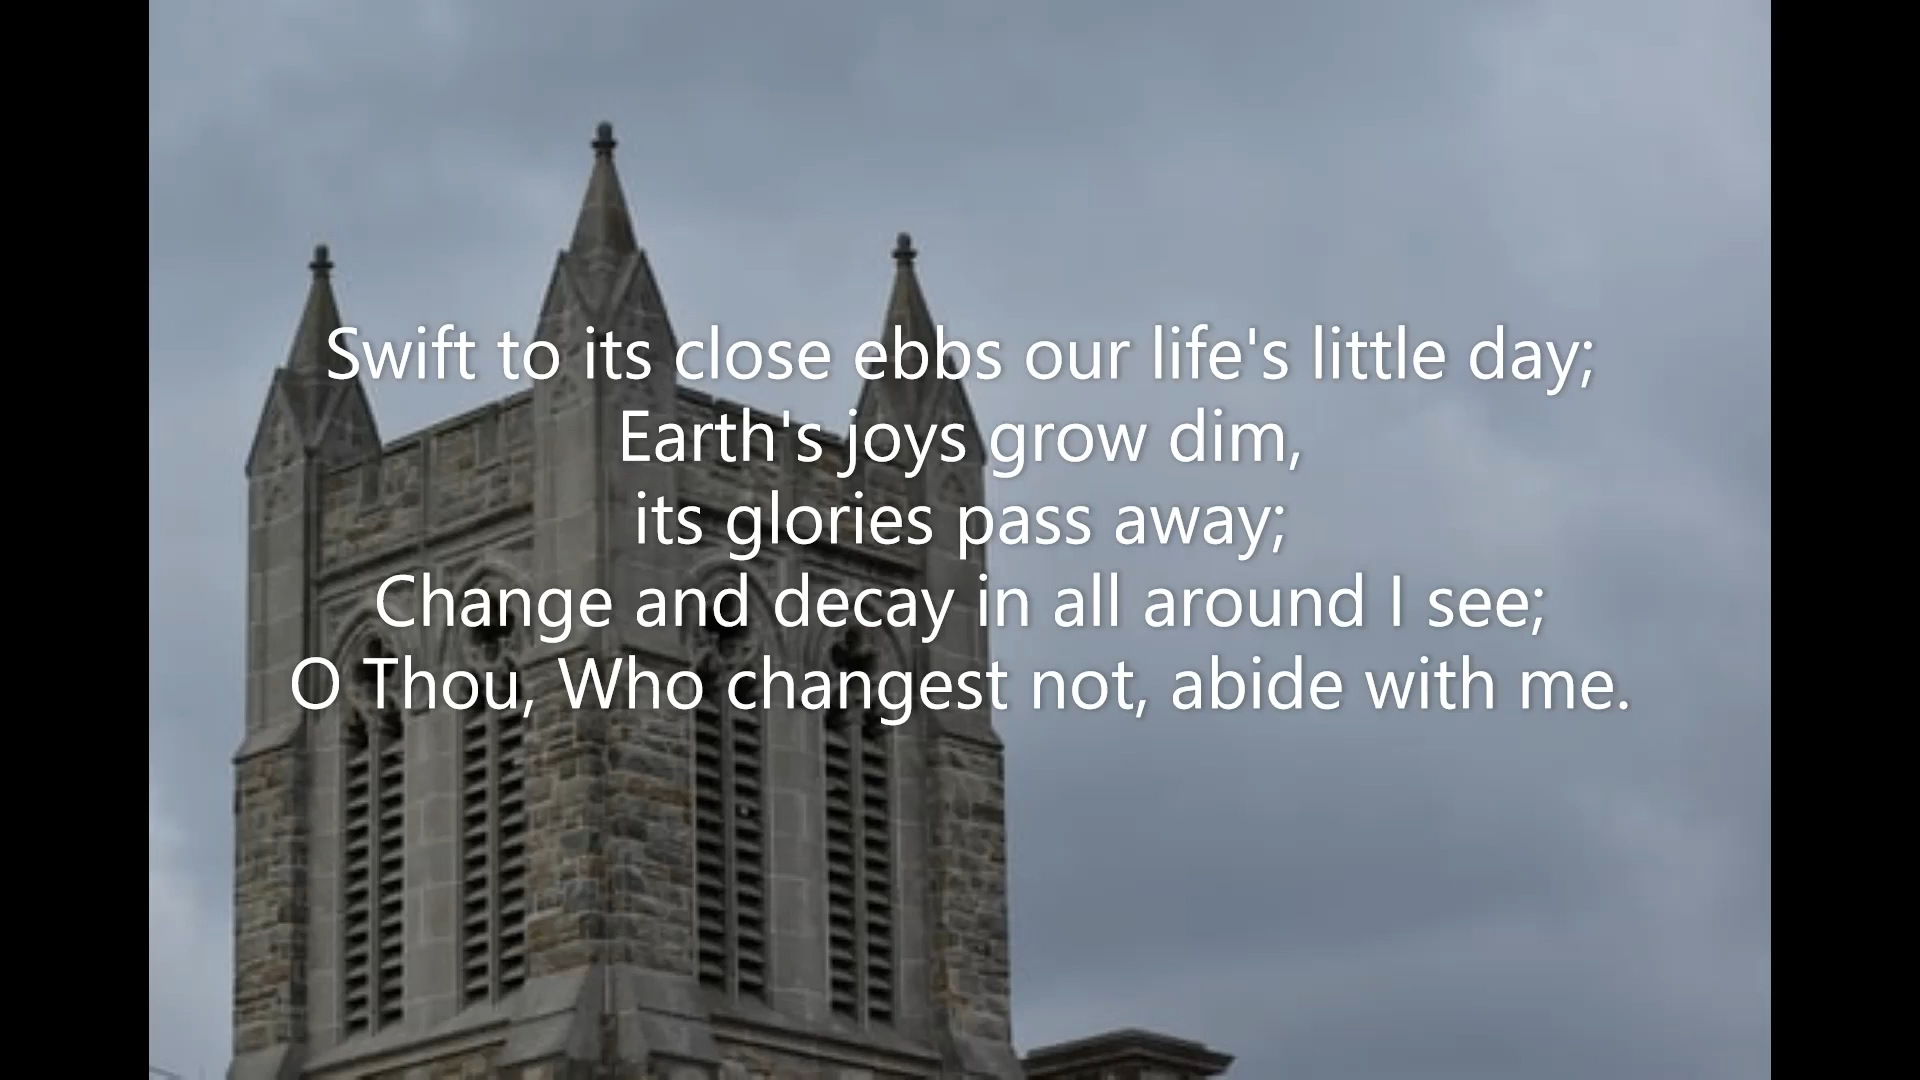 Swift to its close ebbs our life's little day;
Earth's joys grow dim,
its glories pass away;
Change and decay in all around I see;
O Thou, Who changest not, abide with me.